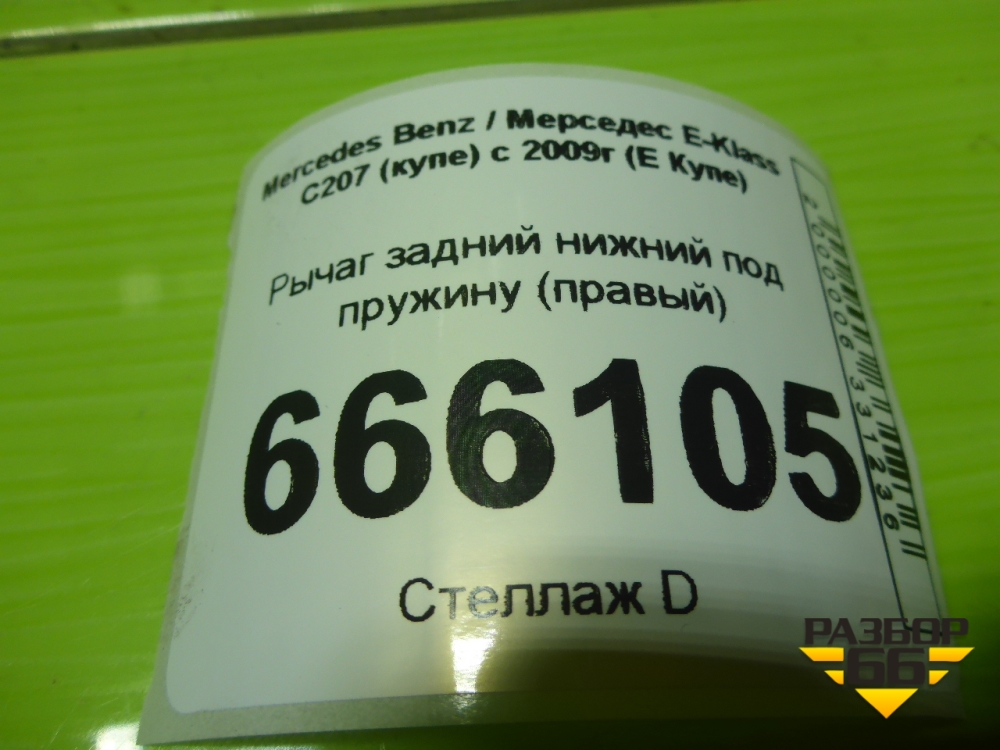 Mercedes Benz / Мерседес E-Klass
C207 (купе) с 2009г (Е Купе)
Рычаг задний нижний под
пружину (правый)
666105
Стеллаж D
2000006331236
РАЗБОР
66